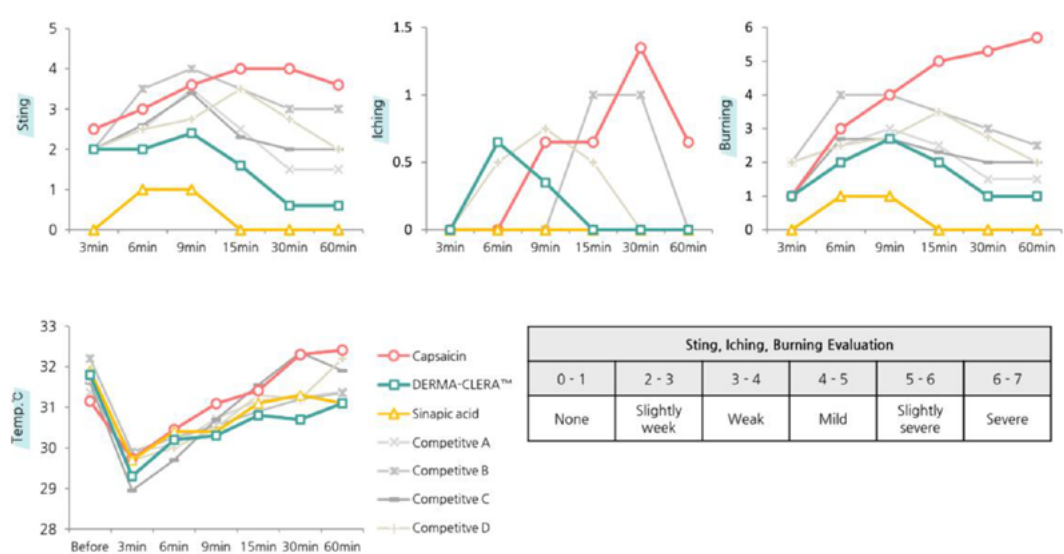 5
4
3
2
1
0
Sting
3min 6min 9min 15min 30min 60min
1.5
1
0.5
0
Iching
3min 6min 9min 15min 30min 60min
6
5
4
3
2
1
0
Burning
3min 6min 9min 15min 30min 60min
33
32
31
30
29
28
Temp.℃
Before 3min 6min 9min 15min 30min 60min
Capsaicin
DERMA-CLERA™
Sinapic acid
Competitve A
Competitve B
Competitve C
Competitve D
Sting, Iching, Burning Evaluation
0 - 1 2 - 3 3 - 4 4 - 5 5 - 6 6 - 7
None Slightly week Weak Mild Slightly severe Severe